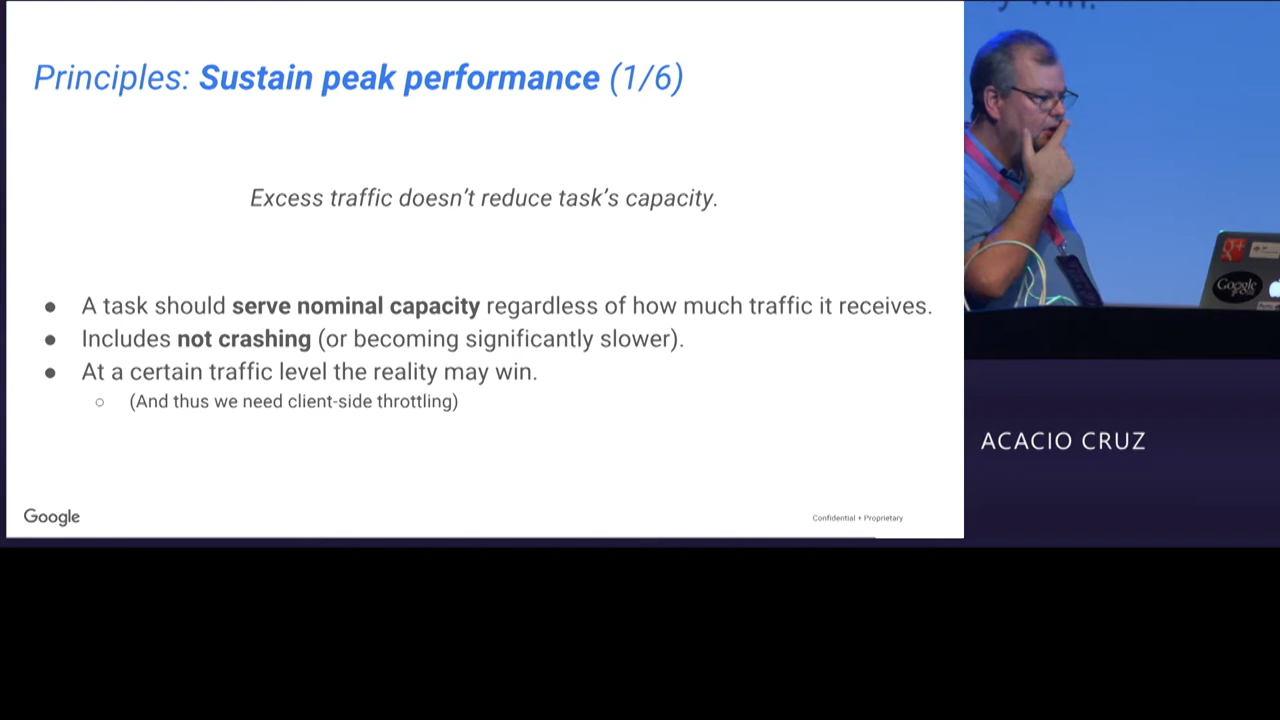 Principles: Sustain peak performance (1/6)
Excess traffic doesn’t reduce task’s capacity.
● A task should serve nominal capacity regardless of how much traffic it receives.
● Includes not crashing (or becoming significantly slower).
● At a certain traffic level the reality may win.
○ (And thus we need client-side throttling)
Google
Confidential + Proprietary
ACACIO CRUZ
g+
Google